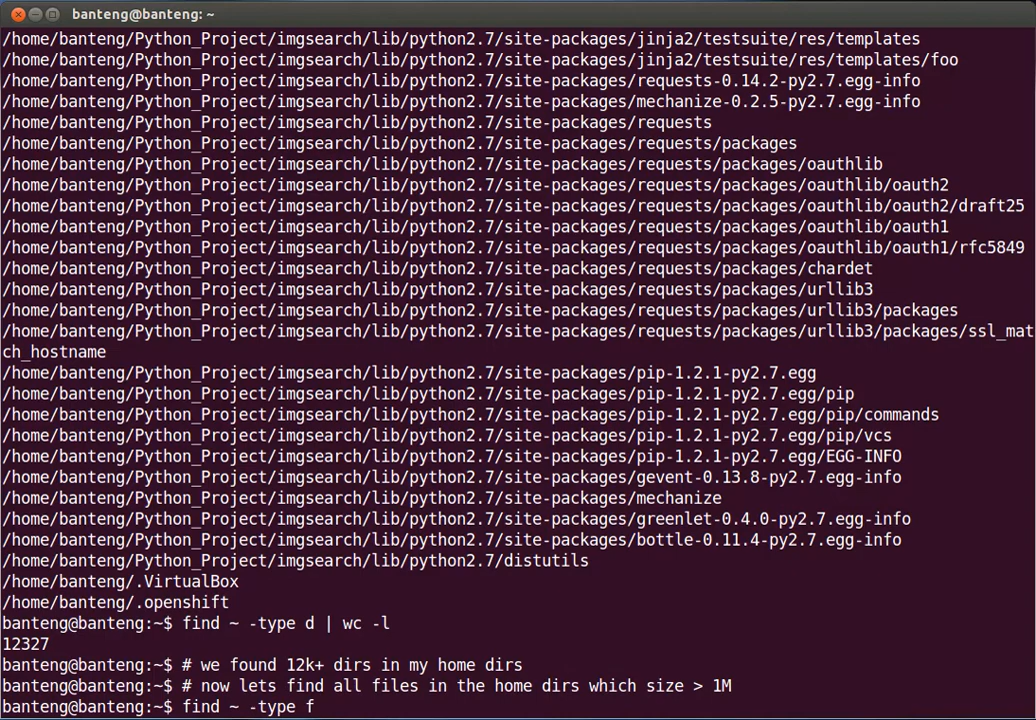 banteng@banteng: ~
/home/banteng/Python_Project/imgsearch/lib/python2.7/site-packages/jinja2/testsuite/res/templates
/home/banteng/Python_Project/imgsearch/lib/python2.7/site-packages/jinja2/testsuite/res/templates/foo
/home/banteng/Python_Project/imgsearch/lib/python2.7/site-packages/requests-0.14.2-py2.7.egg-info
/home/banteng/Python_Project/imgsearch/lib/python2.7/site-packages/mechanize-0.2.5-py2.7.egg-info
/home/banteng/Python_Project/imgsearch/lib/python2.7/site-packages/requests
/home/banteng/Python_Project/imgsearch/lib/python2.7/site-packages/requests/packages
/home/banteng/Python_Project/imgsearch/lib/python2.7/site-packages/requests/packages/oauthlib
/home/banteng/Python_Project/imgsearch/lib/python2.7/site-packages/requests/packages/oauthlib/oauth2
/home/banteng/Python_Project/imgsearch/lib/python2.7/site-packages/requests/packages/oauthlib/oauth2/draft25
/home/banteng/Python_Project/imgsearch/lib/python2.7/site-packages/requests/packages/oauthlib/oauth1
/home/banteng/Python_Project/imgsearch/lib/python2.7/site-packages/requests/packages/oauthlib/oauth1/rfc5849
/home/banteng/Python_Project/imgsearch/lib/python2.7/site-packages/requests/packages/chardet
/home/banteng/Python_Project/imgsearch/lib/python2.7/site-packages/requests/packages/urllib3
/home/banteng/Python_Project/imgsearch/lib/python2.7/site-packages/requests/packages/urllib3/packages
/home/banteng/Python_Project/imgsearch/lib/python2.7/site-packages/requests/packages/urllib3/packages/ssl_mat
ch_hostname
/home/banteng/Python_Project/imgsearch/lib/python2.7/site-packages/pip-1.2.1-py2.7.egg
/home/banteng/Python_Project/imgsearch/lib/python2.7/site-packages/pip-1.2.1-py2.7.egg/pip
/home/banteng/Python_Project/imgsearch/lib/python2.7/site-packages/pip-1.2.1-py2.7.egg/pip/commands
/home/banteng/Python_Project/imgsearch/lib/python2.7/site-packages/pip-1.2.1-py2.7.egg/pip/vcs
/home/banteng/Python_Project/imgsearch/lib/python2.7/site-packages/pip-1.2.1-py2.7.egg/EGG-INFO
/home/banteng/Python_Project/imgsearch/lib/python2.7/site-packages/gevent-0.13.8-py2.7.egg-info
/home/banteng/Python_Project/imgsearch/lib/python2.7/site-packages/mechanize
/home/banteng/Python_Project/imgsearch/lib/python2.7/site-packages/greenlet-0.4.0-py2.7.egg-info
/home/banteng/Python_Project/imgsearch/lib/python2.7/site-packages/bottle-0.11.4-py2.7.egg-info
/home/banteng/Python_Project/imgsearch/lib/python2.7/distutils
/home/banteng/.VirtualBox
/home/banteng/.openshift
banteng@banteng:~$ find ~ -type d | wc -l
12327
banteng@banteng:~$ # we found 12k+ dirs in my home dirs
banteng@banteng:~$ # now lets find all files in the home dirs which size > 1M
banteng@banteng:~$ find ~ -type f